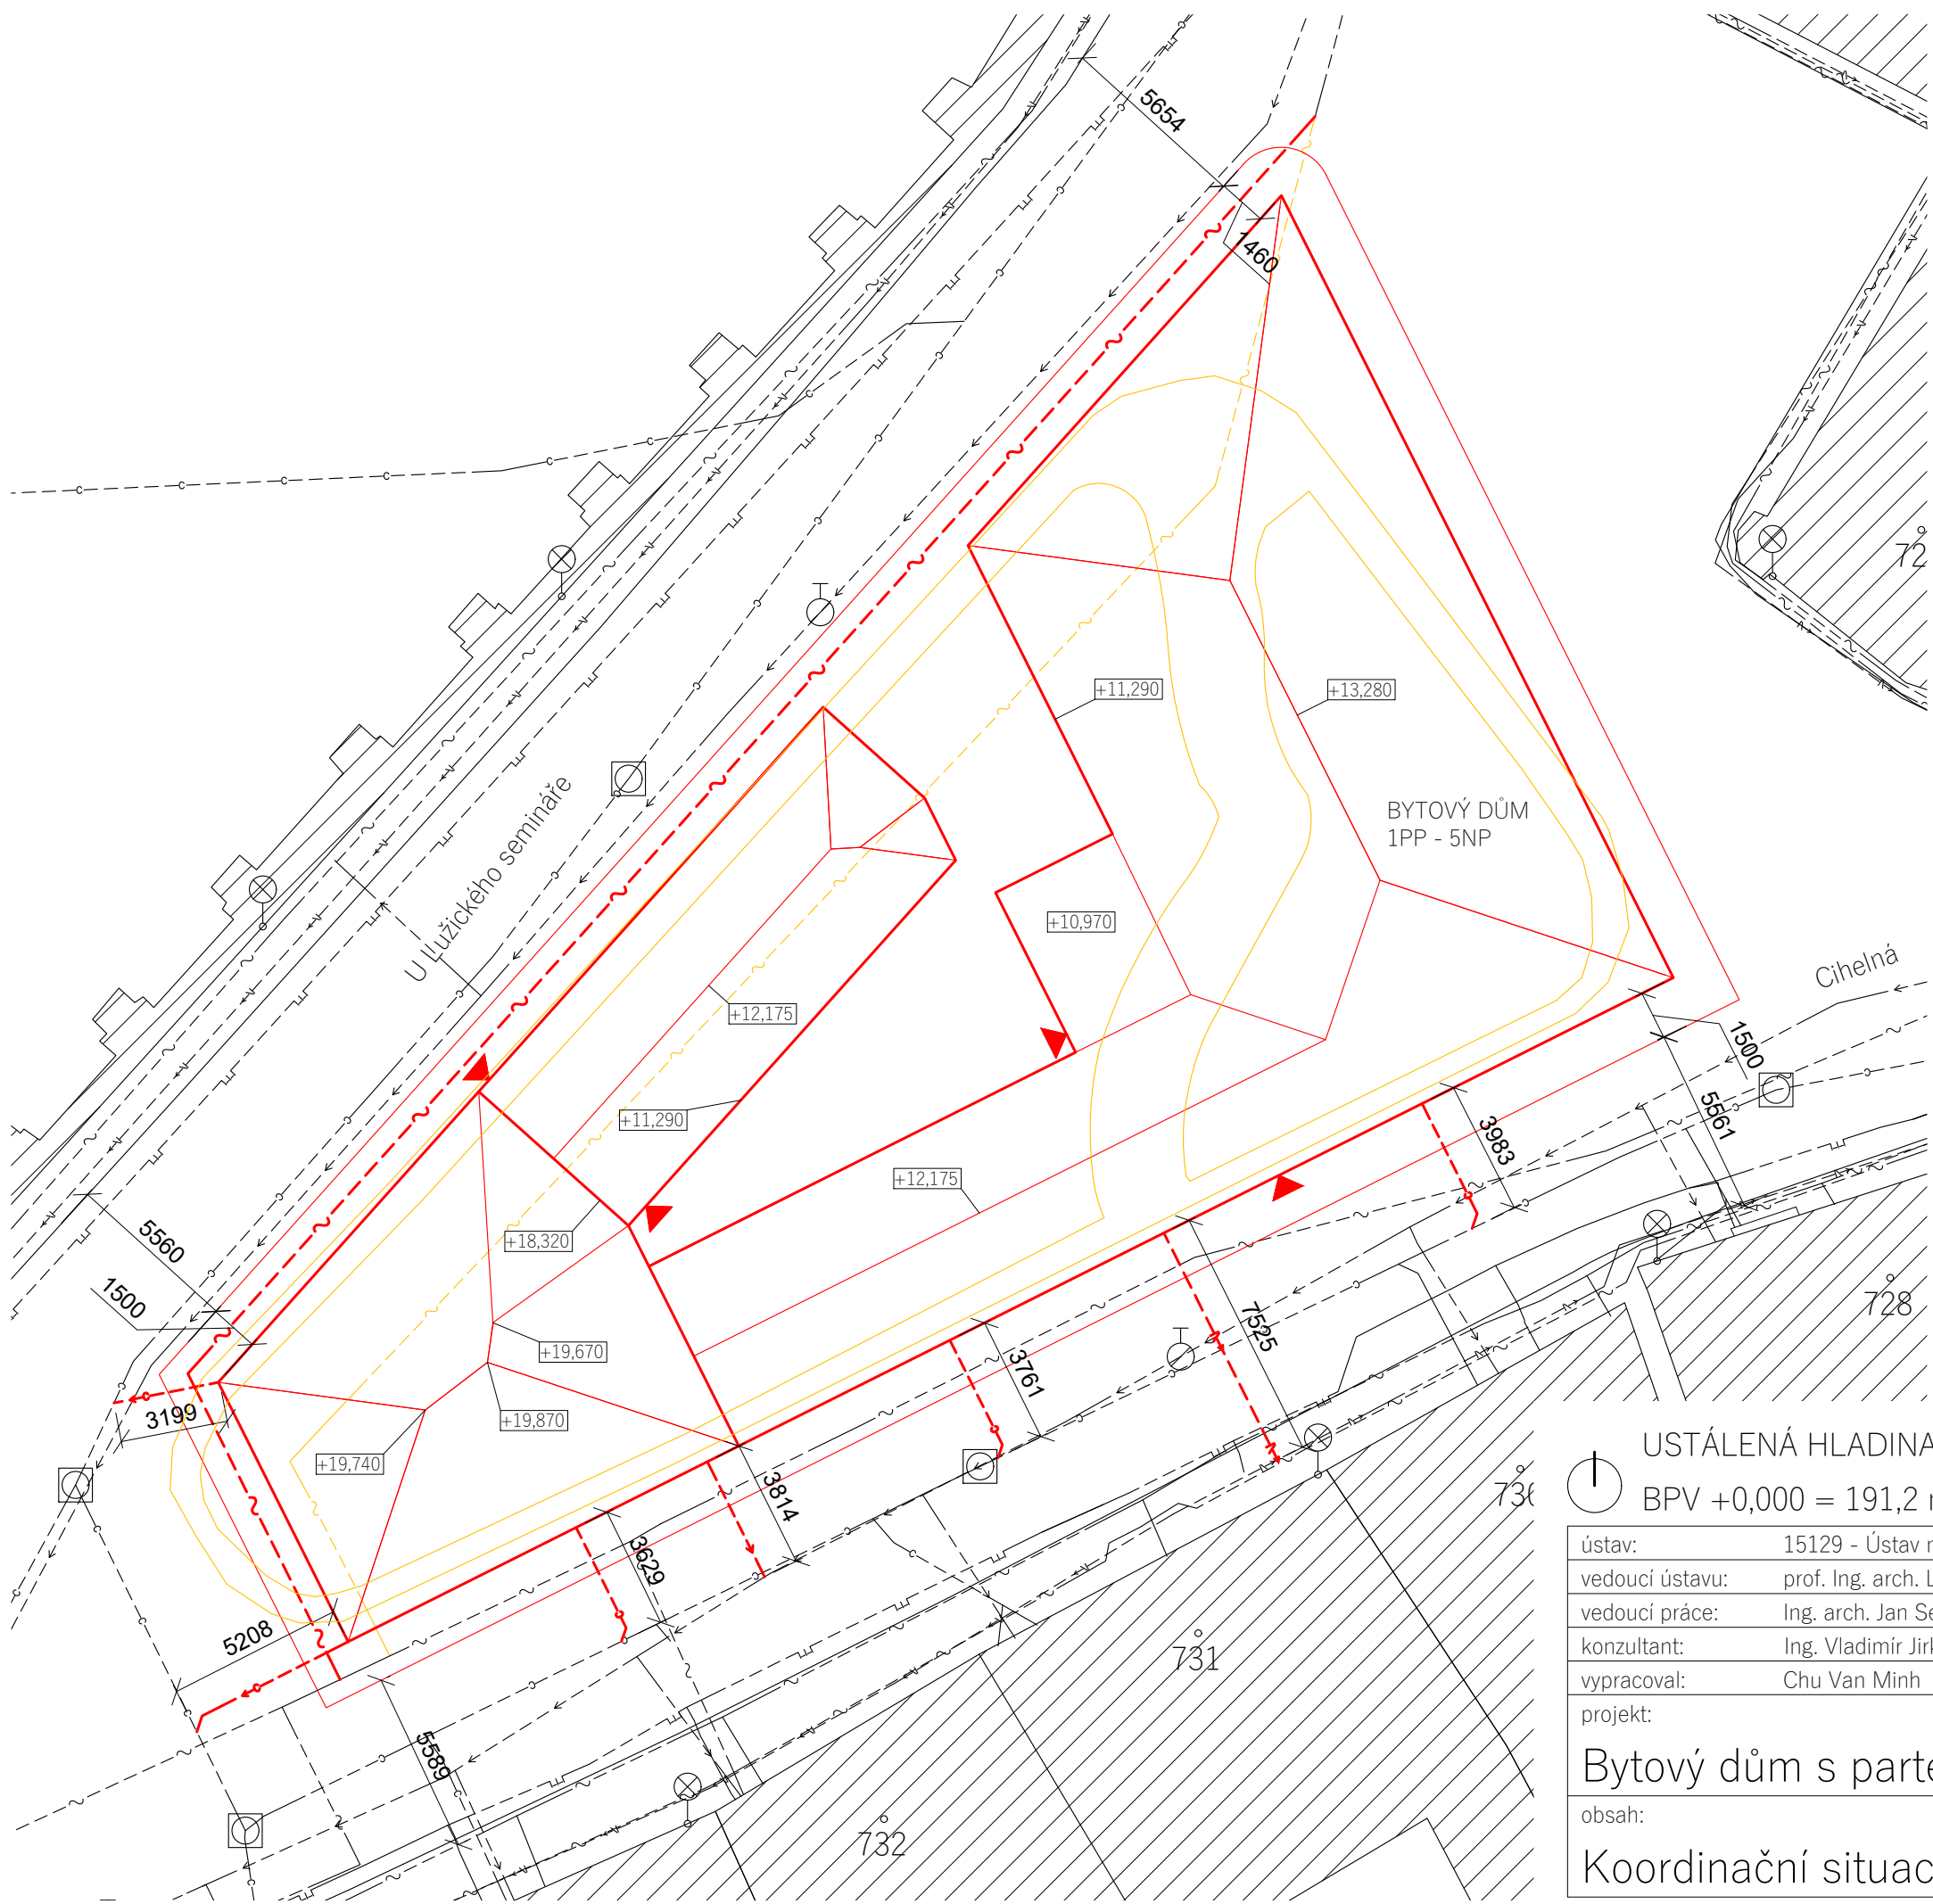 5654
1460
72
+11,290
+13,280
BYTOVÝ DŮM
1PP - 5NP
U lužického semináře
+10,970
Cihelná
+12,175
1500
5561
+11,290
3983
+12,175
5560
+18,320
1500
7525
728
+19,670
3761
3199
+19,870
+19,740
3814
3629
5208
731
5589
732
USTÁLENÁ HLADINA
BPV +0,000 = 191,2
ústav: 15129 - Ústav
vedoucí ústavu: prof. Ing. arch.
vedoucí práce: Ing. arch. Jan
konzultant: Ing. Vladimír
vypracoval: Chu Van Minh
projekt:
Bytový dům s
obsah:
Koordinační